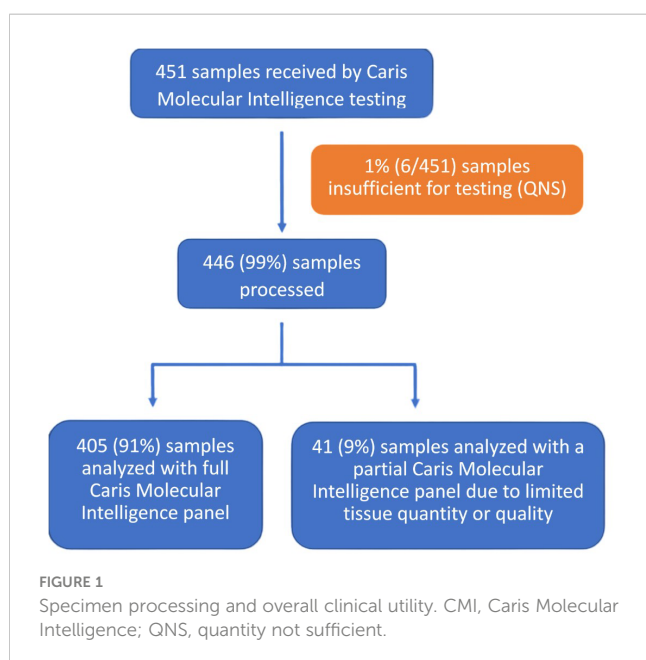 451 samples received by Caris
Molecular Intelligence testing
1% (6/451) samples
insufficient for testing (QNS)
446 (99%) samples
processed
405 (91%) samples
analyzed with full
Caris Molecular
Intelligence panel
41 (9%) samples analyzed with a
partial Caris Molecular
Intelligence panel due to limited
tissue quantity or quality
FIGURE 1
Specimen processing and overall clinical utility. CMI, Caris Molecular
Intelligence; QNS, quantity not sufficient.